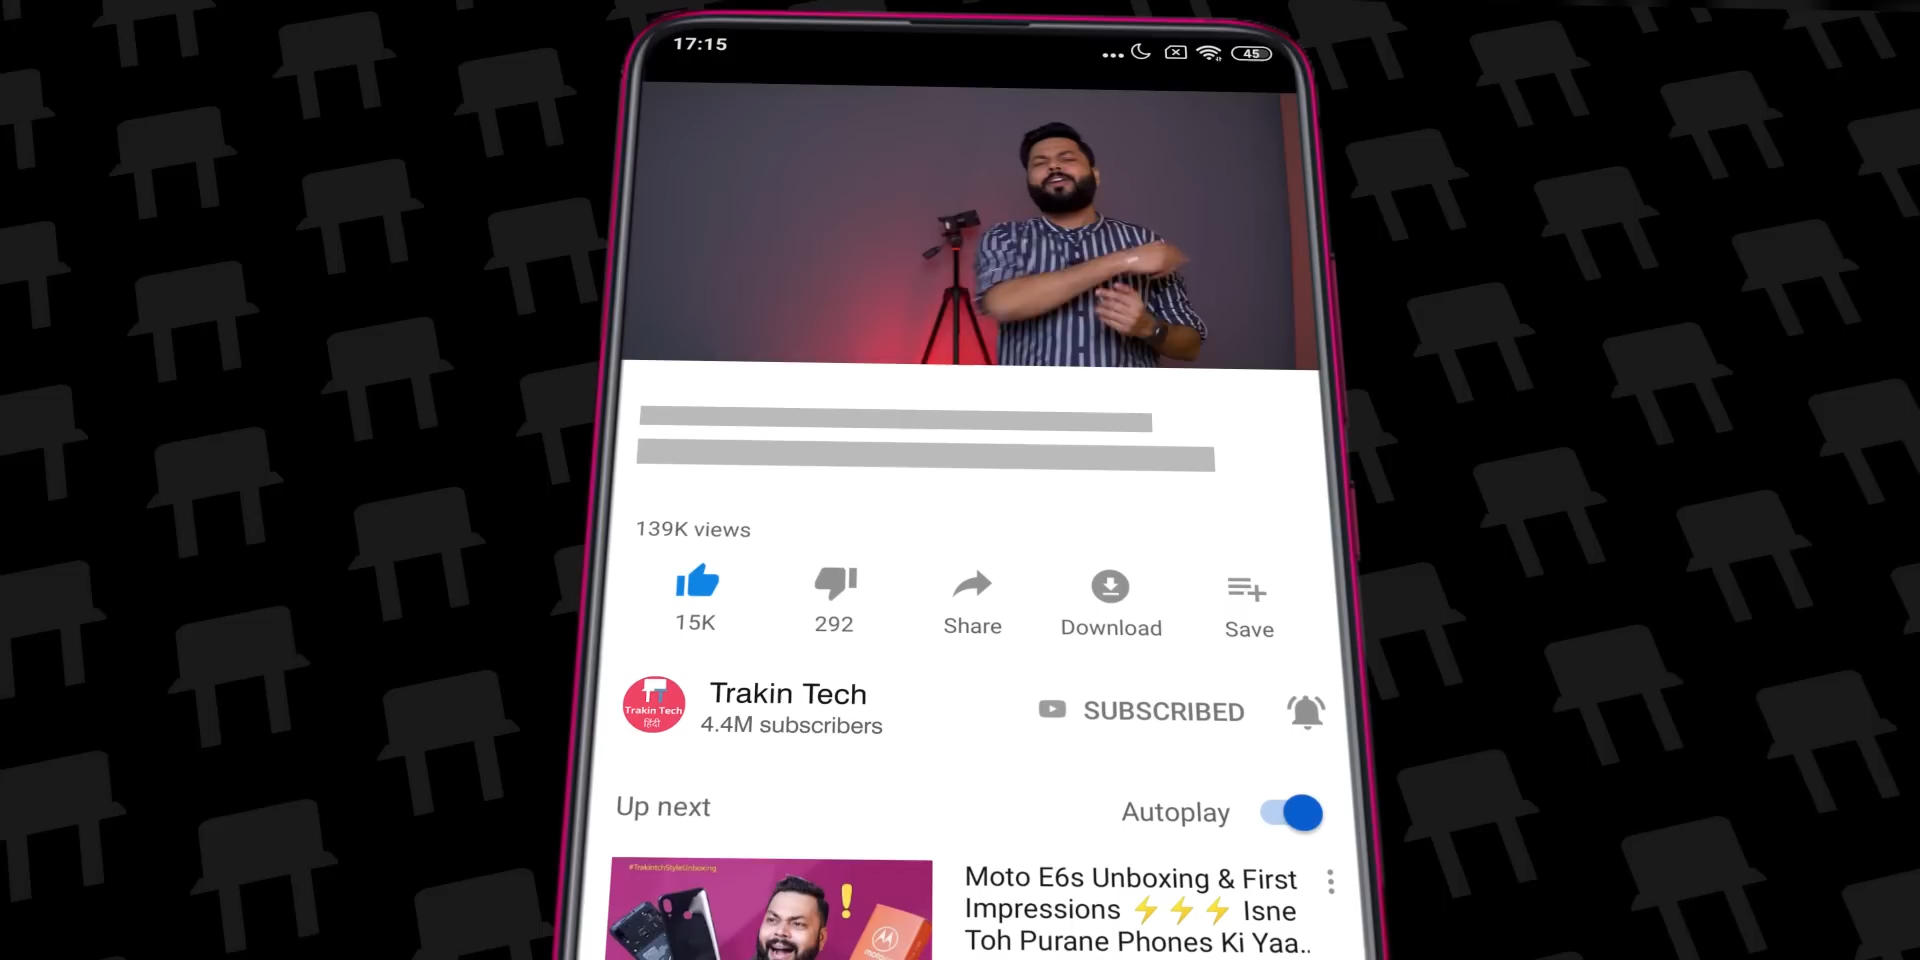 17:15
45
139K views
15K
292
Share
Download
Save
Trakin Tech
हिंदी
Trakin Tech
4.4M subscribers
SUBSCRIBED
Up next
Autoplay
#TrakintchStyleUnboxing
Moto E6s Unboxing & First
Impressions ⚡⚡⚡ Isne
Toh Purane Phones Ki Yaa..